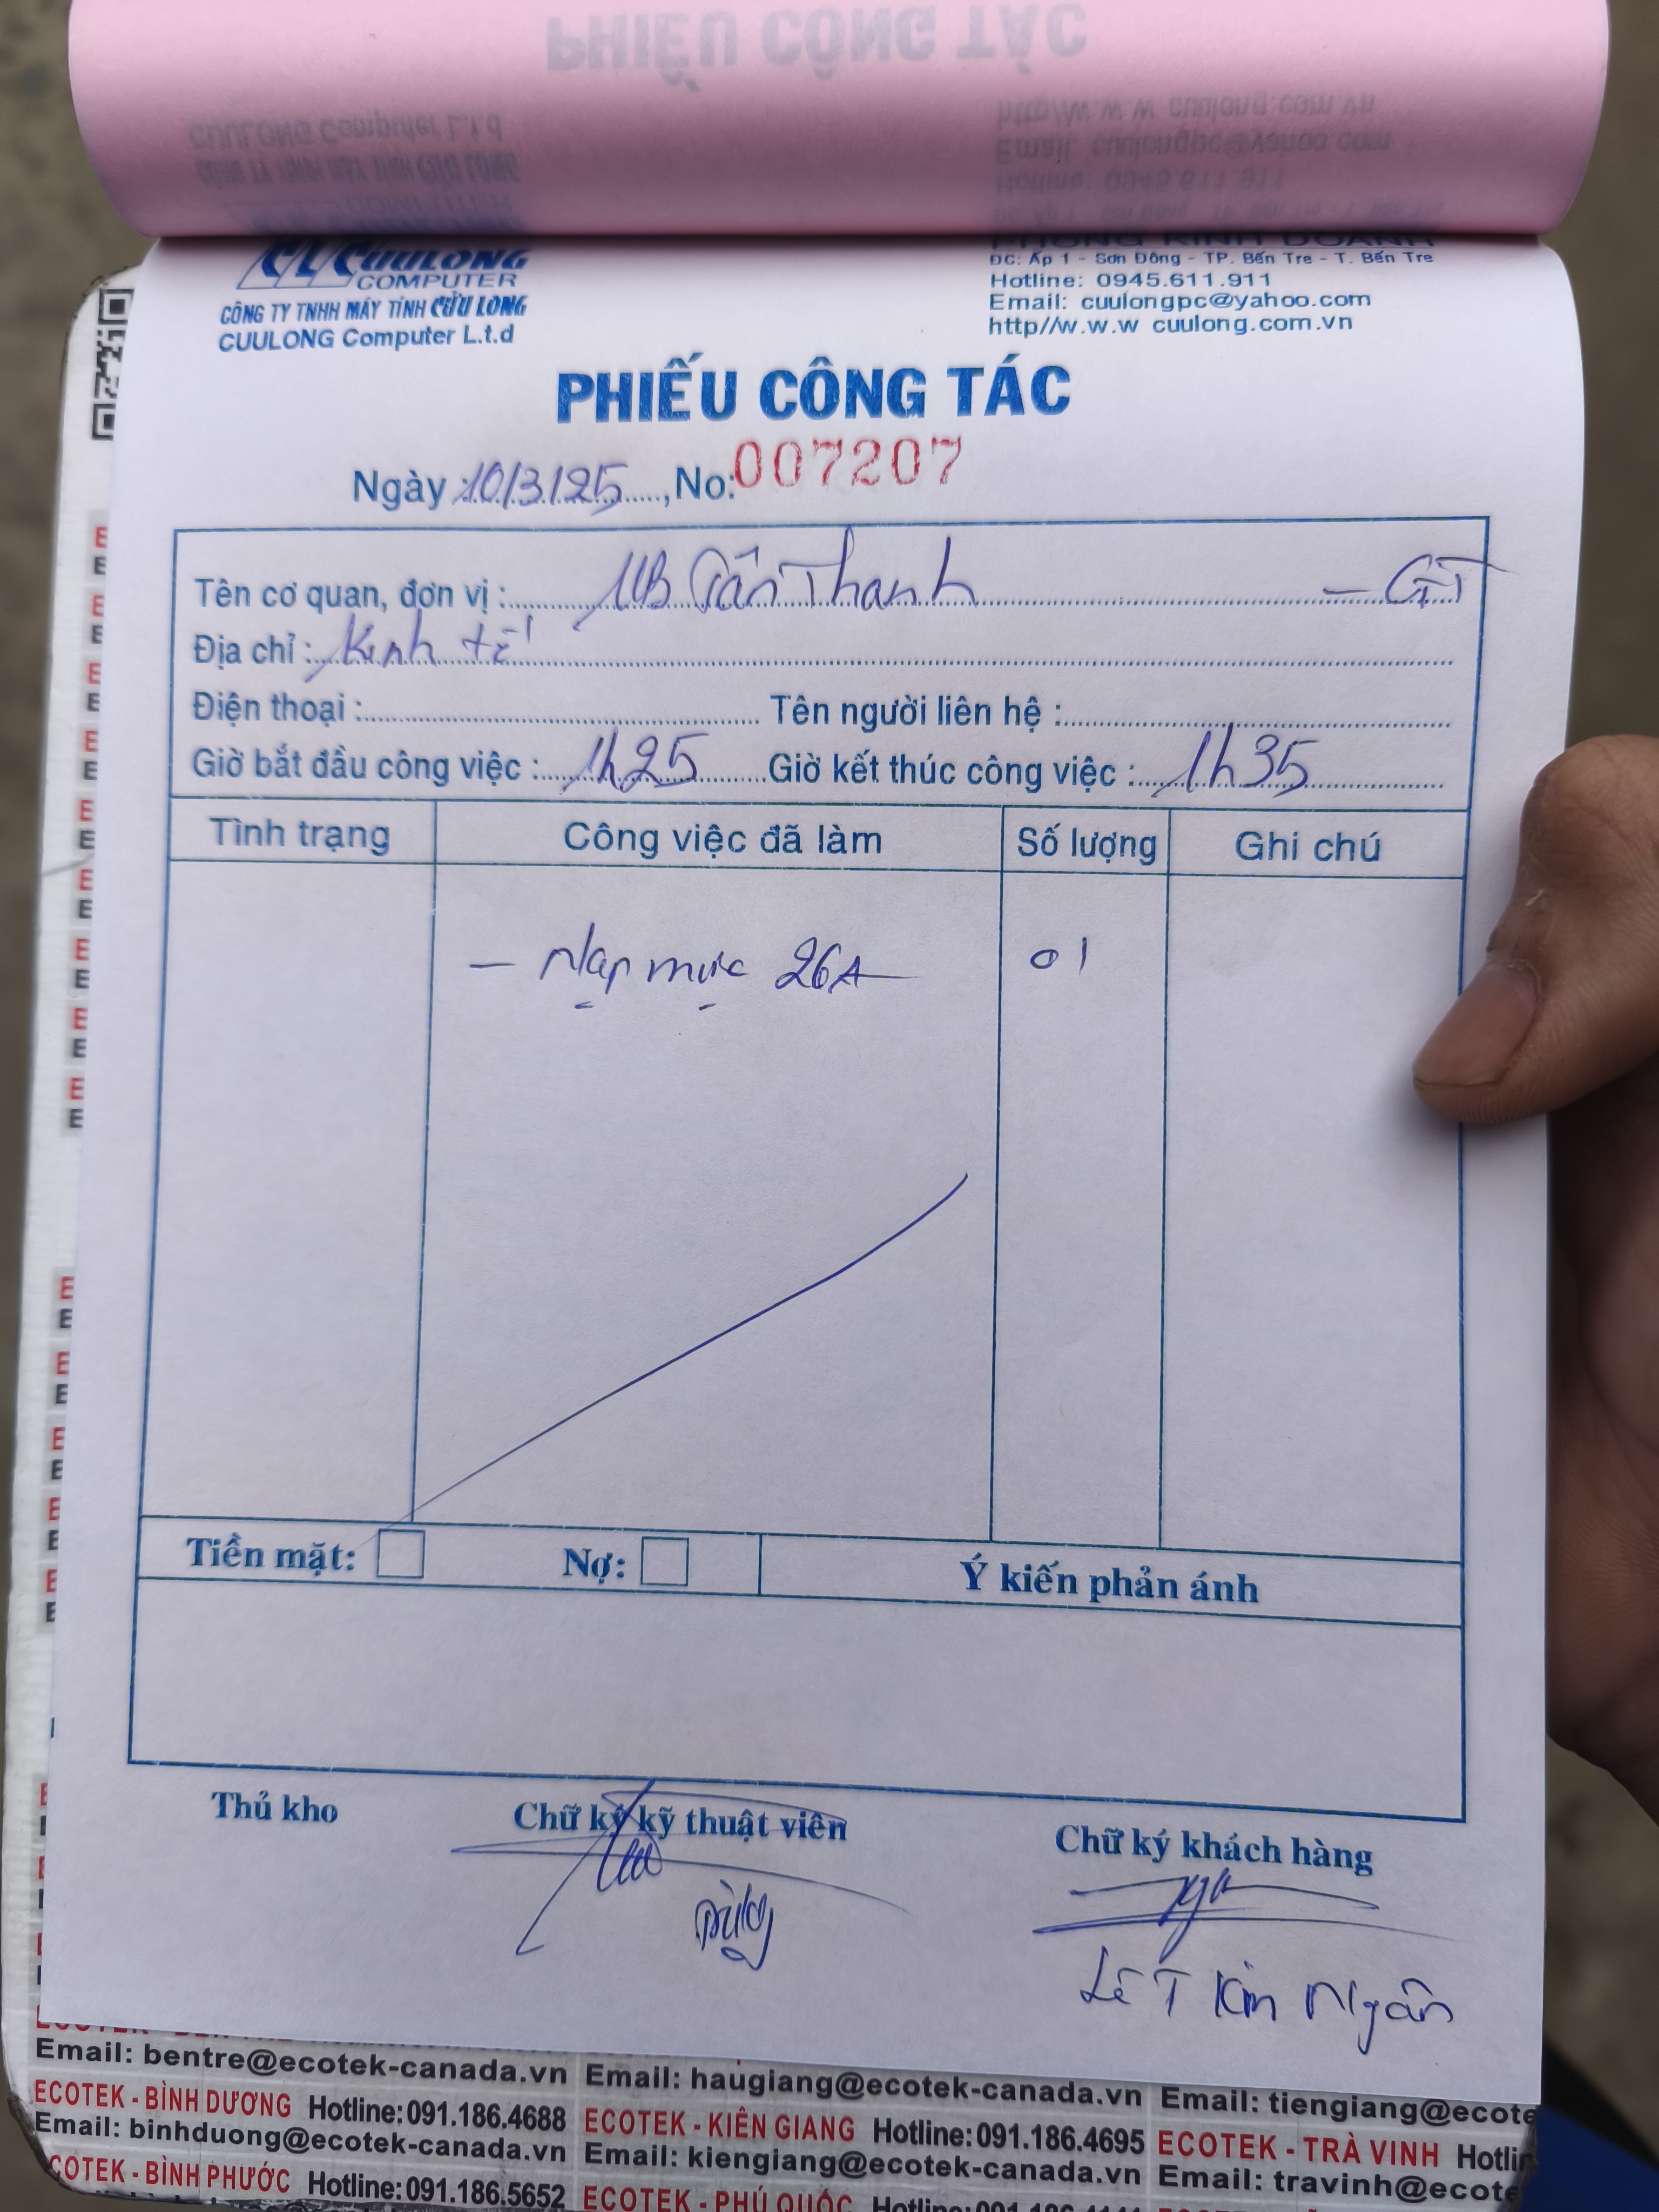 CUULONG
COMPUTER
CÔNG TY TNHH MÁY TÍNH CỬU LONG
CUULONG Computer L.t.d
PHÒNG KINH DOANH
ĐC: Ấp 1 - Sơn Đông - TP. Bến Tre - T. Bến Tre
Hotline: 0945.611.911
Email: cuulongpc@yahoo.com
http//w.w.w cuulong.com.vn
PHIẾU CÔNG TÁC
Ngày : 10/3/25, No: 007207
Tên cơ quan, đơn vị : UB Tân Thanh - GT
Địa chỉ : Kinh tế
Điện thoại : Tên người liên hệ :
Giờ bắt đầu công việc : 1h25 Giờ kết thúc công việc : 1h35
Tình trạng Công việc đã làm Số lượng Ghi chú
- Nạp mực 26A 01
Tiền mặt: Nợ: Ý kiến phản ánh
Thủ kho Chữ ký kỹ thuật viên Chữ ký khách hàng
Lê T Kim Ngân
Email: bentre@ecotek-canada.vn Email: haugiang@ecotek-canada.vn Email: tiengiang@ecote
ECOTEK - BÌNH DƯƠNG Hotline: 091.186.4688 ECOTEK - KIÊN GIANG Hotline: 091.186.4695 ECOTEK - TRÀ VINH Hotlin
Email: binhduong@ecotek-canada.vn Email: kiengiang@ecotek-canada.vn Email: travinh@ecote
COTEK - BÌNH PHƯỚC Hotline: 091.186.5652 ECOTEK - PHÚ QUỐC